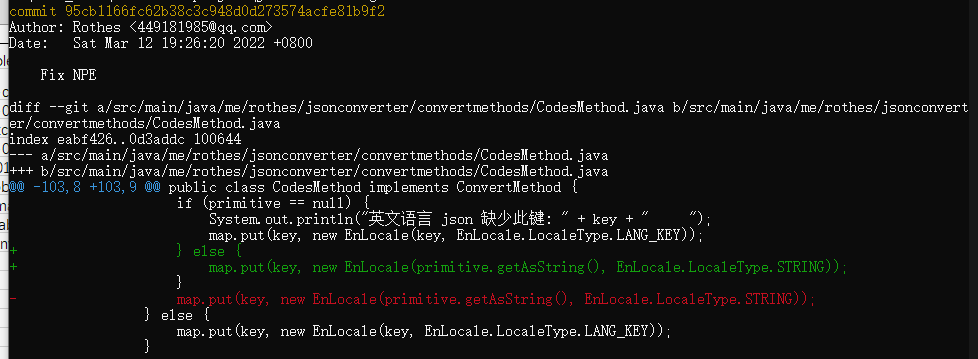 commit 95cb1166fc62b38c3c948d0d273574acfe81b9f2
Author: Rothes <449181985@qq.com>
Date:   Sat Mar 12 19:26:20 2022 +0800
    Fix NPE
diff --git a/src/main/java/me/rothes/jsonconverter/convertmethods/CodesMethod.java b/src/main/java/me/rothes/jsonconvert
er/convertmethods/CodesMethod.java
index eabf426..0d3addc 100644
--- a/src/main/java/me/rothes/jsonconverter/convertmethods/CodesMethod.java
+++ b/src/main/java/me/rothes/jsonconverter/convertmethods/CodesMethod.java
@@ -103,8 +103,9 @@ public class CodesMethod implements ConvertMethod {
                     if (primitive == null) {
                         System.out.println("英文语言 json 缺少此键: " + key + "     ");
                         map.put(key, new EnLocale(key, EnLocale.LocaleType.LANG_KEY));
+                    } else {
+                        map.put(key, new EnLocale(primitive.getAsString(), EnLocale.LocaleType.STRING));
                     }
-                    map.put(key, new EnLocale(primitive.getAsString(), EnLocale.LocaleType.STRING));
                 } else {
                     map.put(key, new EnLocale(key, EnLocale.LocaleType.LANG_KEY));
                 }